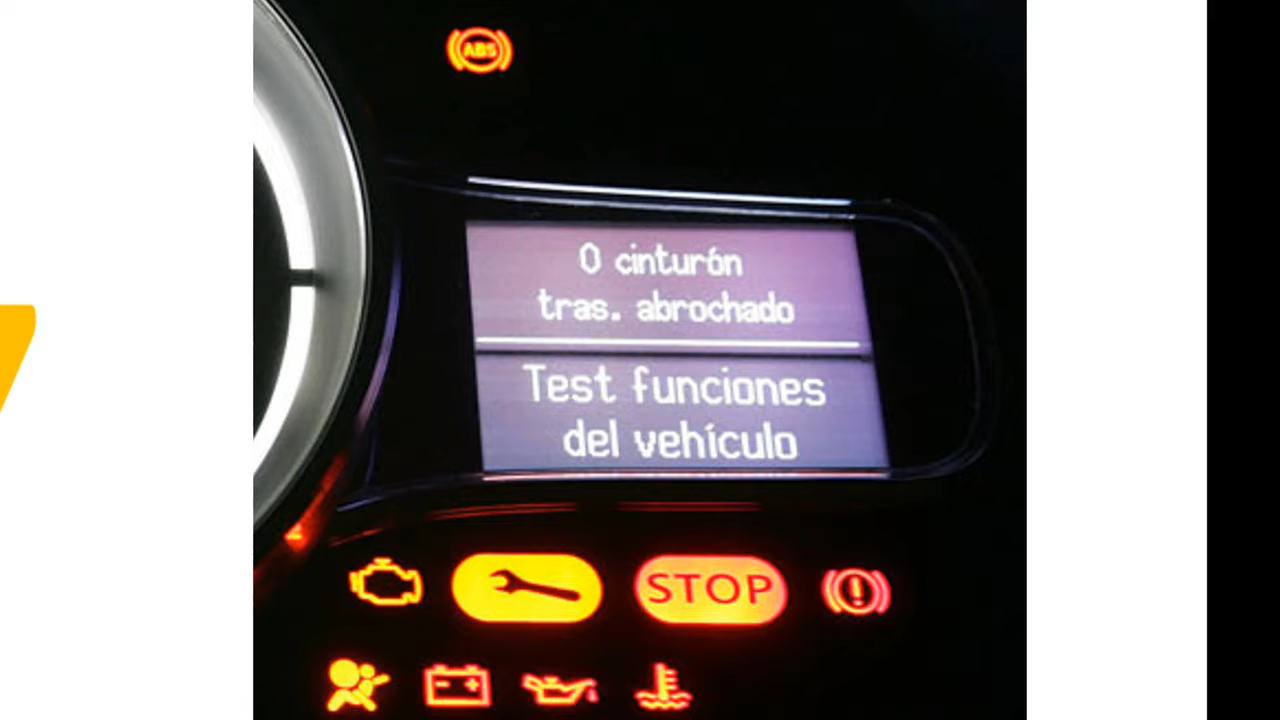 ABS
0 cinturón
tras. abrochado
Test funciones
del vehículo
STOP